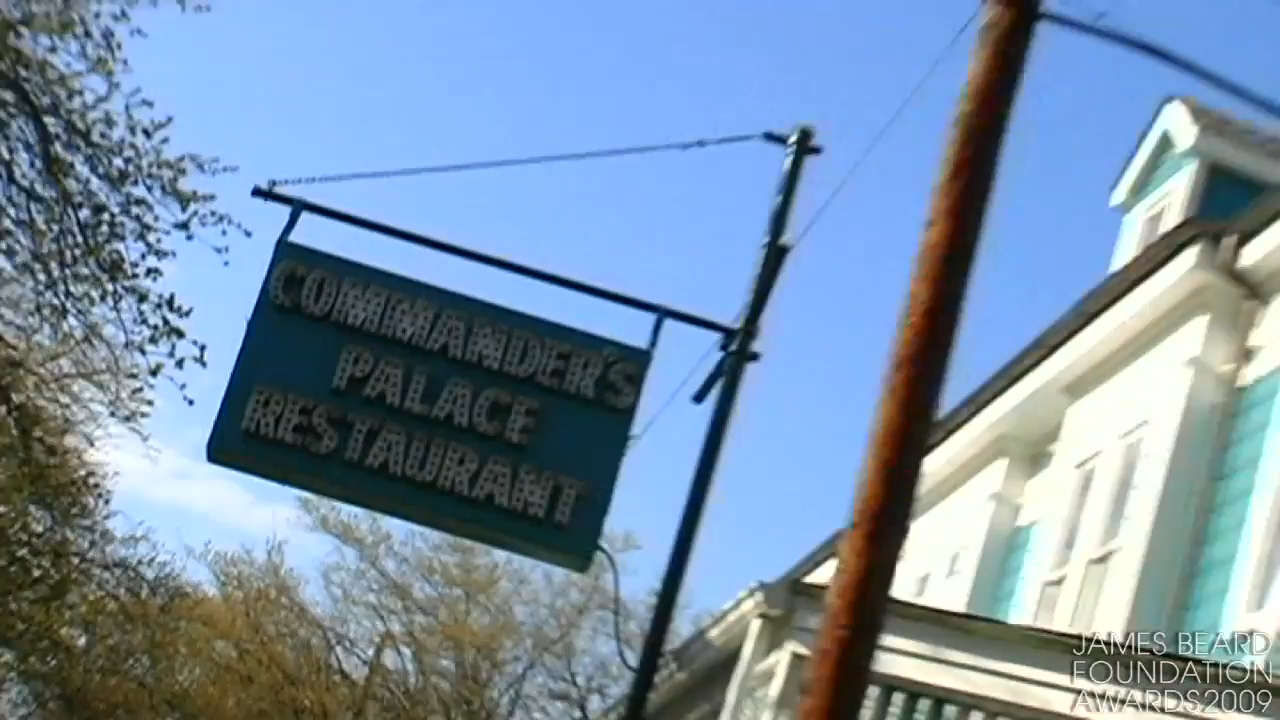 COMMANDER'S
PALACE
RESTAURANT
JAMES BEARD
FOUNDATION
AWARDS2009